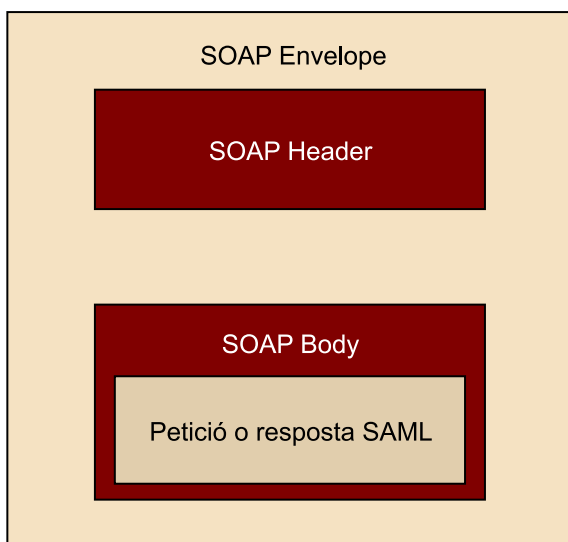 SOAP Envelope
SOAP Header
SOAP Body
Petició o resposta SAML